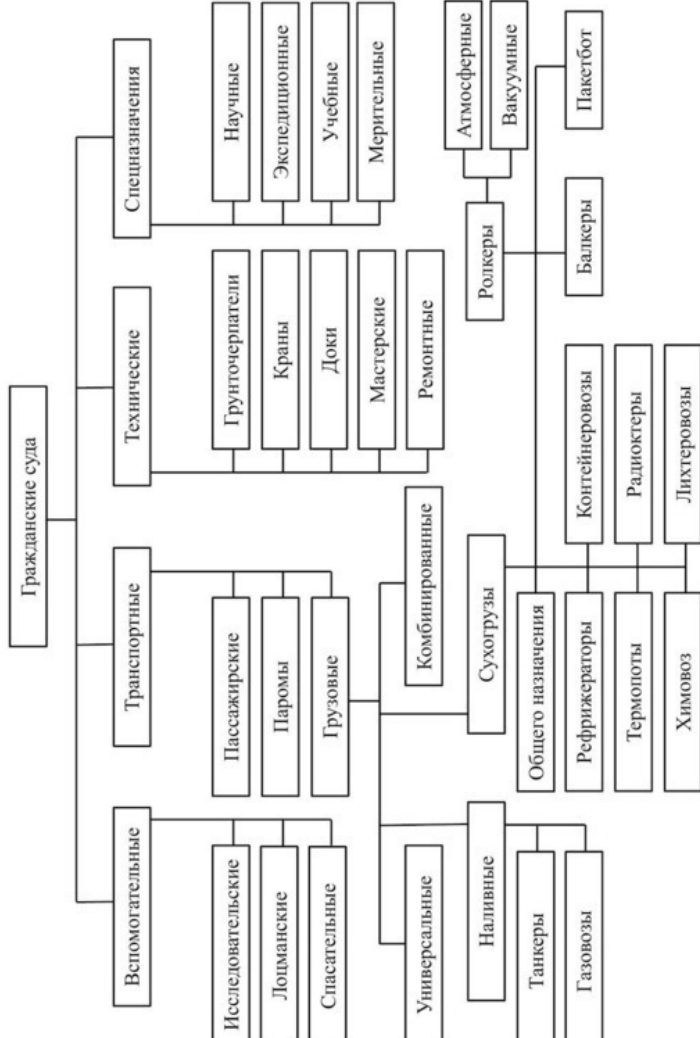 Гражданские суда
Вспомогательные
Транспортные
Технические
Спецназначения
Исследовательские
Лоцманские
Спасательные
Пассажирские
Паромы
Грузовые
Грунточерпатели
Краны
Доки
Мастерские
Ремонтные
Научные
Экспедиционные
Учебные
Мерительные
Универсальные
Комбинированные
Наливные
Сухогрузы
Ролкеры
Атмосферные
Вакуумные
Танкеры
Газовозы
Общего назначения
Балкеры
Пакетбот
Рефрижераторы
Контейнеровозы
Термопоты
Радиоктеры
Химовоз
Лихтеровозы